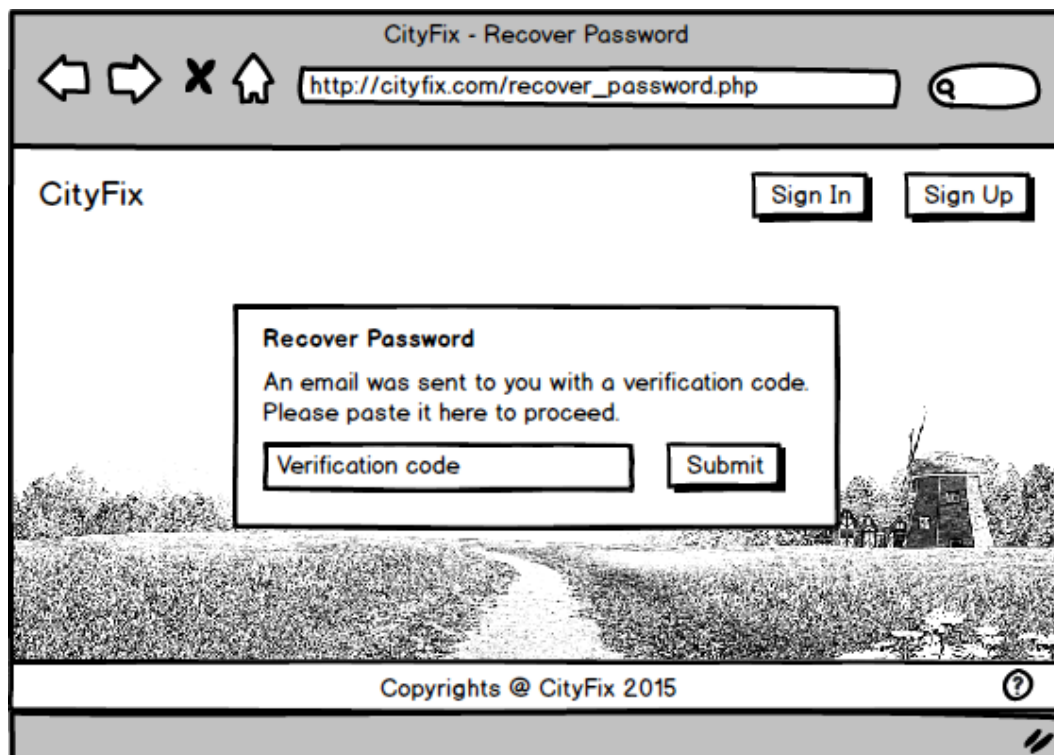 CityFix - Recover Password
http://cityfix.com/recover_password.php
CityFix
Sign In
Sign Up
Recover Password
An email was sent to you with a verification code.
Please paste it here to proceed.
Verification code
Submit
Copyrights @ CityFix 2015
?